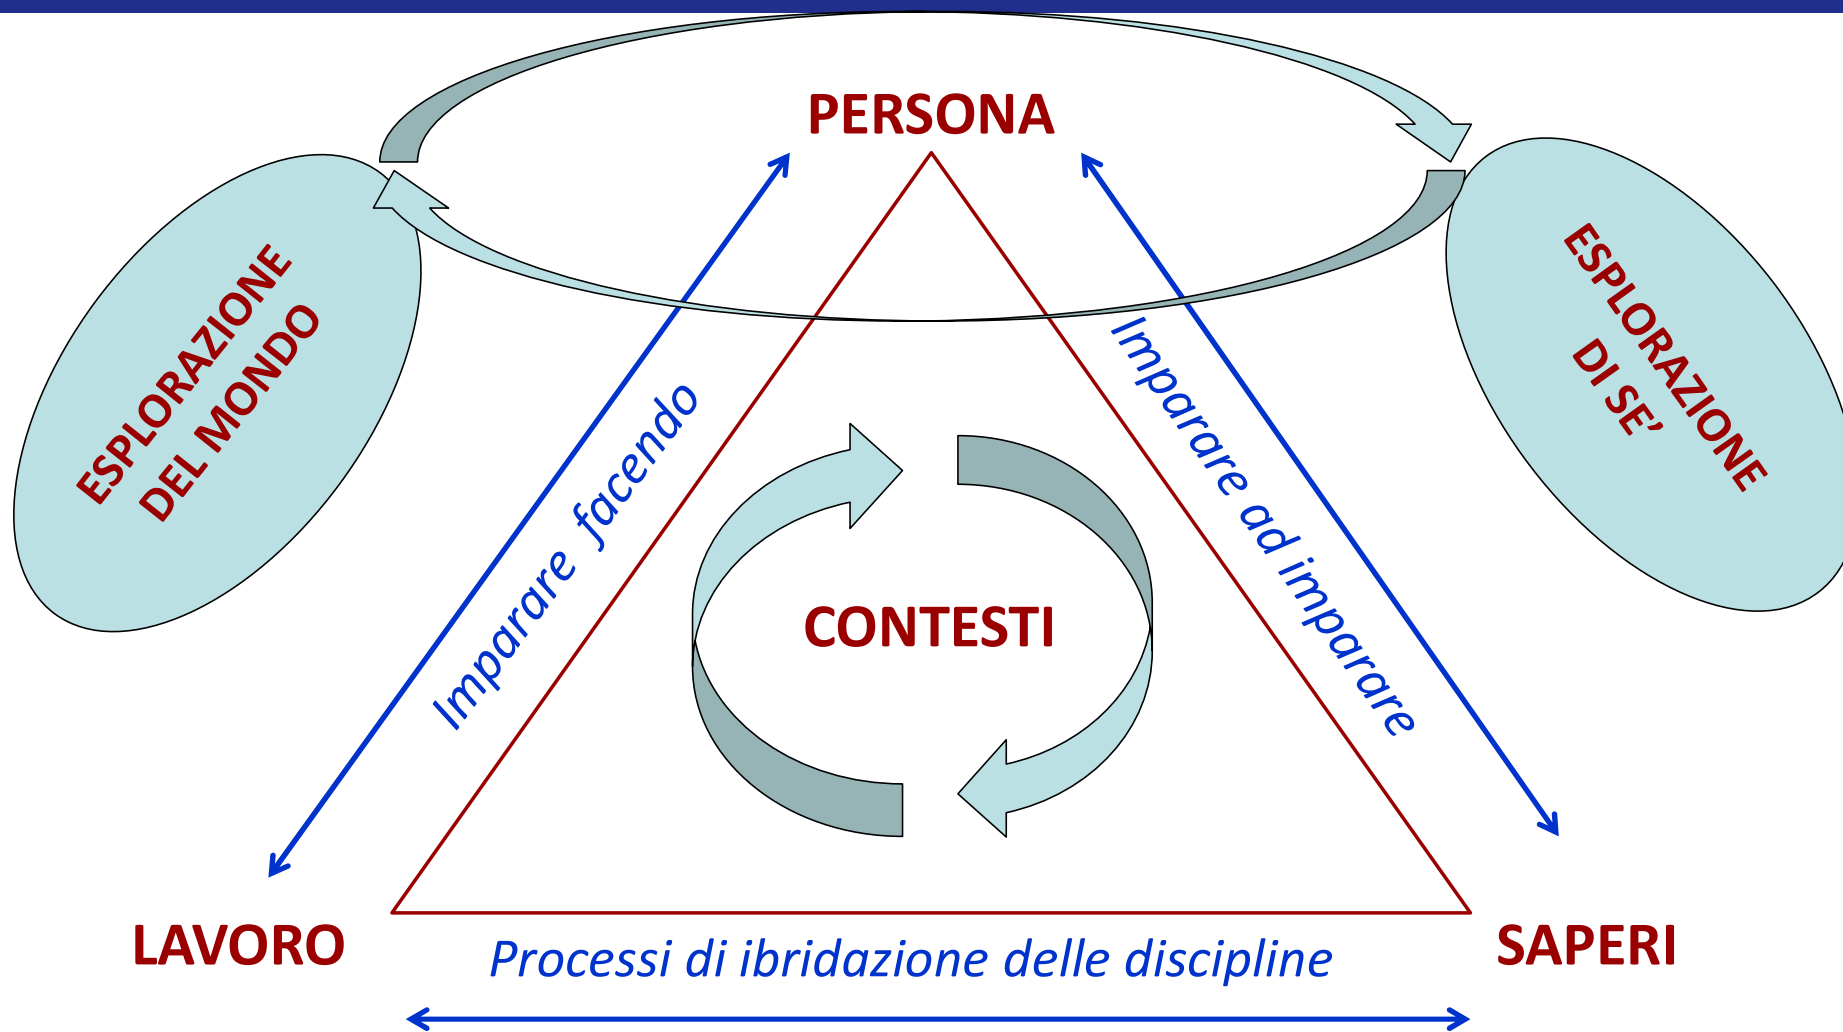 PERSONA
ESPLORAZIONE
DEL MONDO
ESPLORAZIONE
DI SE’
Imparare facendo
Imparare ad imparare
CONTESTI
LAVORO
SAPERI
Processi di ibridazione delle discipline